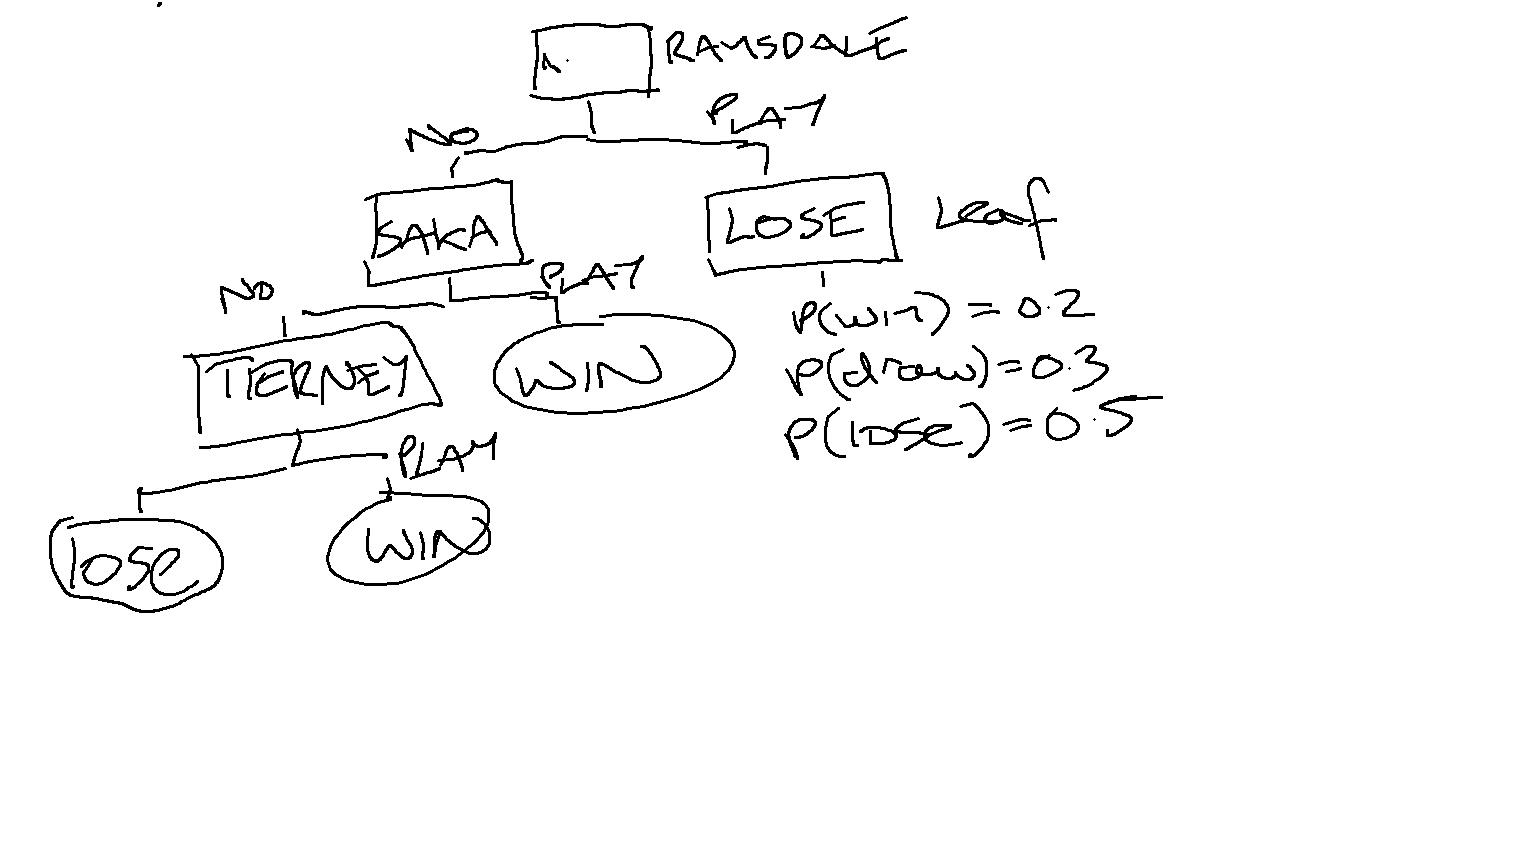 RAMSDALE
NO
PLAY
SAKA
LOSE
Leaf
NO
PLAY
P(win) = 0.2
TIERNEY
WIN
P(draw) = 0.3
P(lose) = 0.5
PLAY
lose
WIN